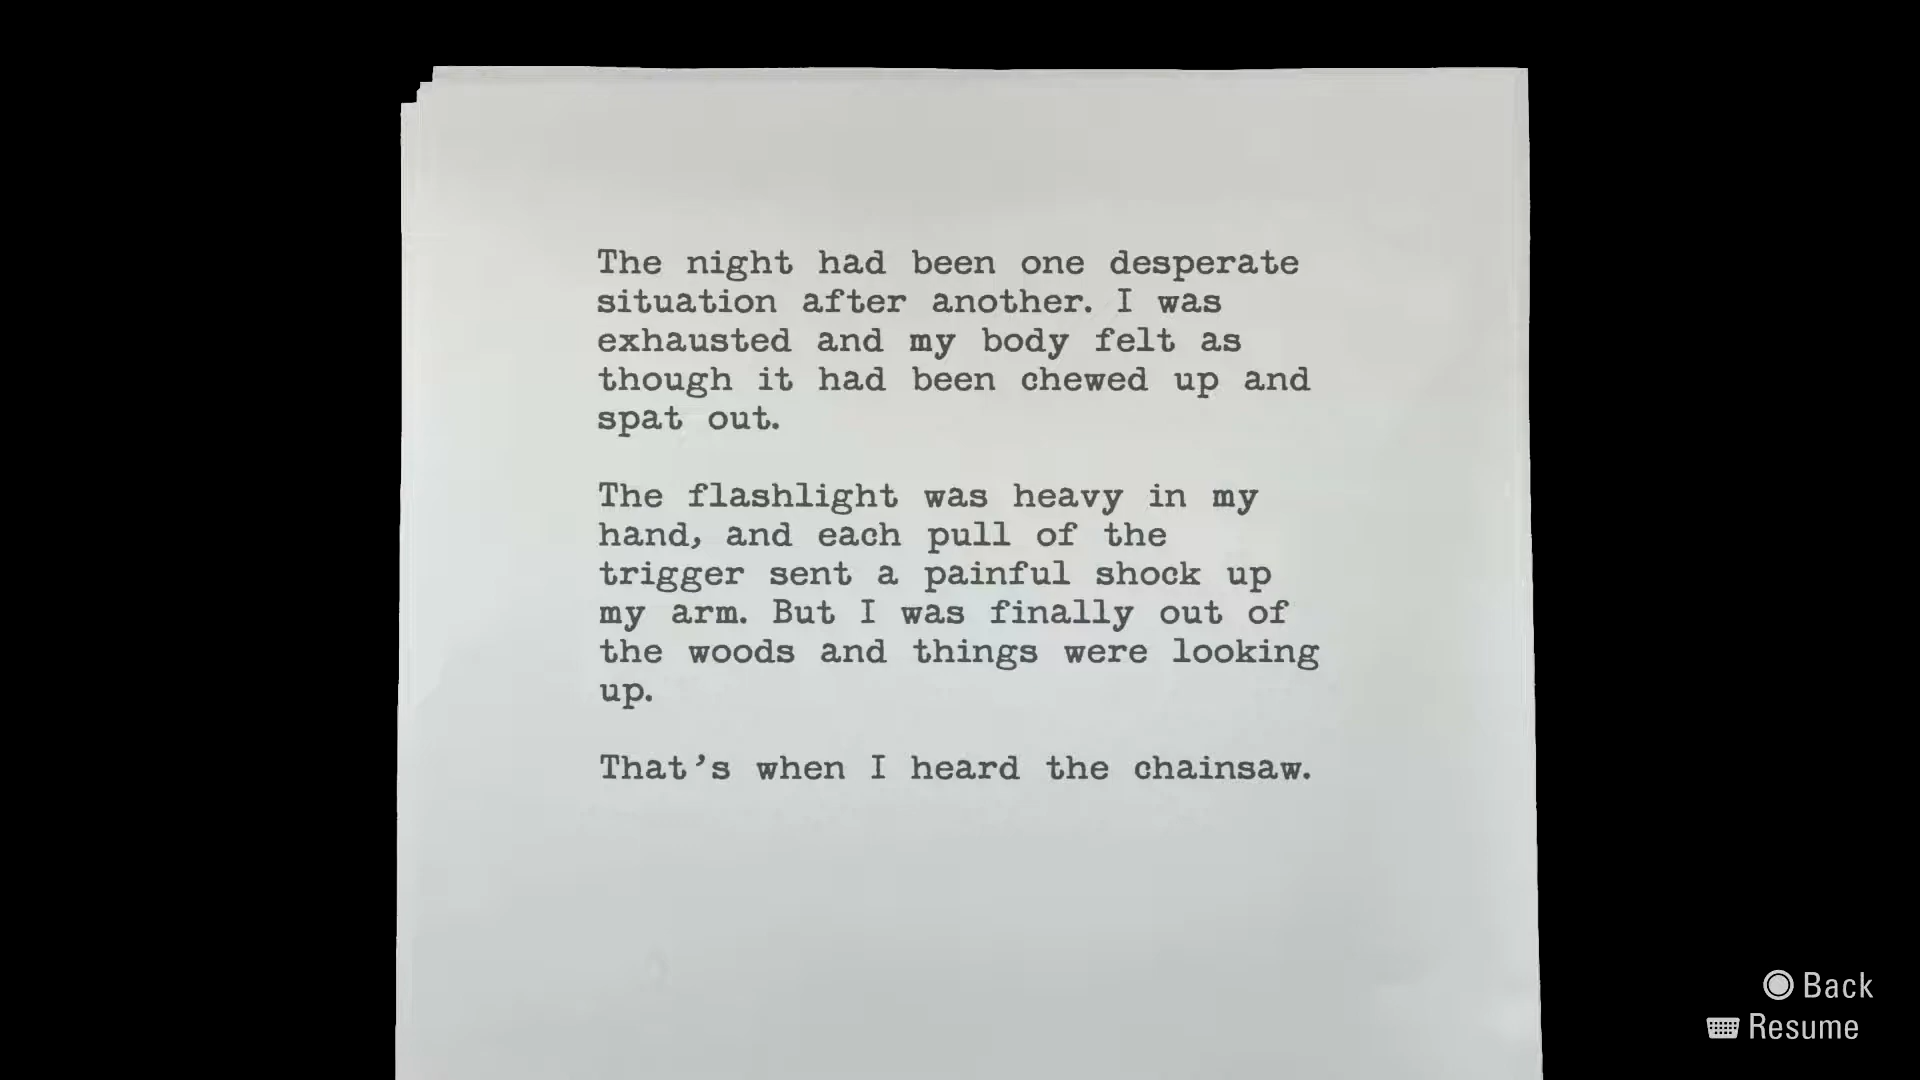 The night had been one desperate
situation after another. I was
exhausted and my body felt as
though it had been chewed up and
spat out.
The flashlight was heavy in my
hand, and each pull of the
trigger sent a painful shock up
my arm. But I was finally out of
the woods and things were looking
up.
That's when I heard the chainsaw.
Back
Resume